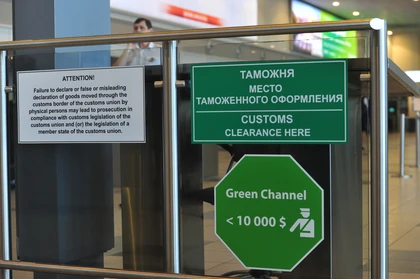 ATTENTION!
Failure to declare or false or misleading
declaration of goods moved through the
customs border of the customs union by
physical persons may lead to prosecution in
compliance with customs legislation of the
customs union and (or) the legislation of a
member state of the customs union.
ТАМОЖНЯ
МЕСТО
ТАМОЖЕННОГО ОФОРМЛЕНИЯ
CUSTOMS
CLEARANCE HERE
Green Channel
< 10 000 $